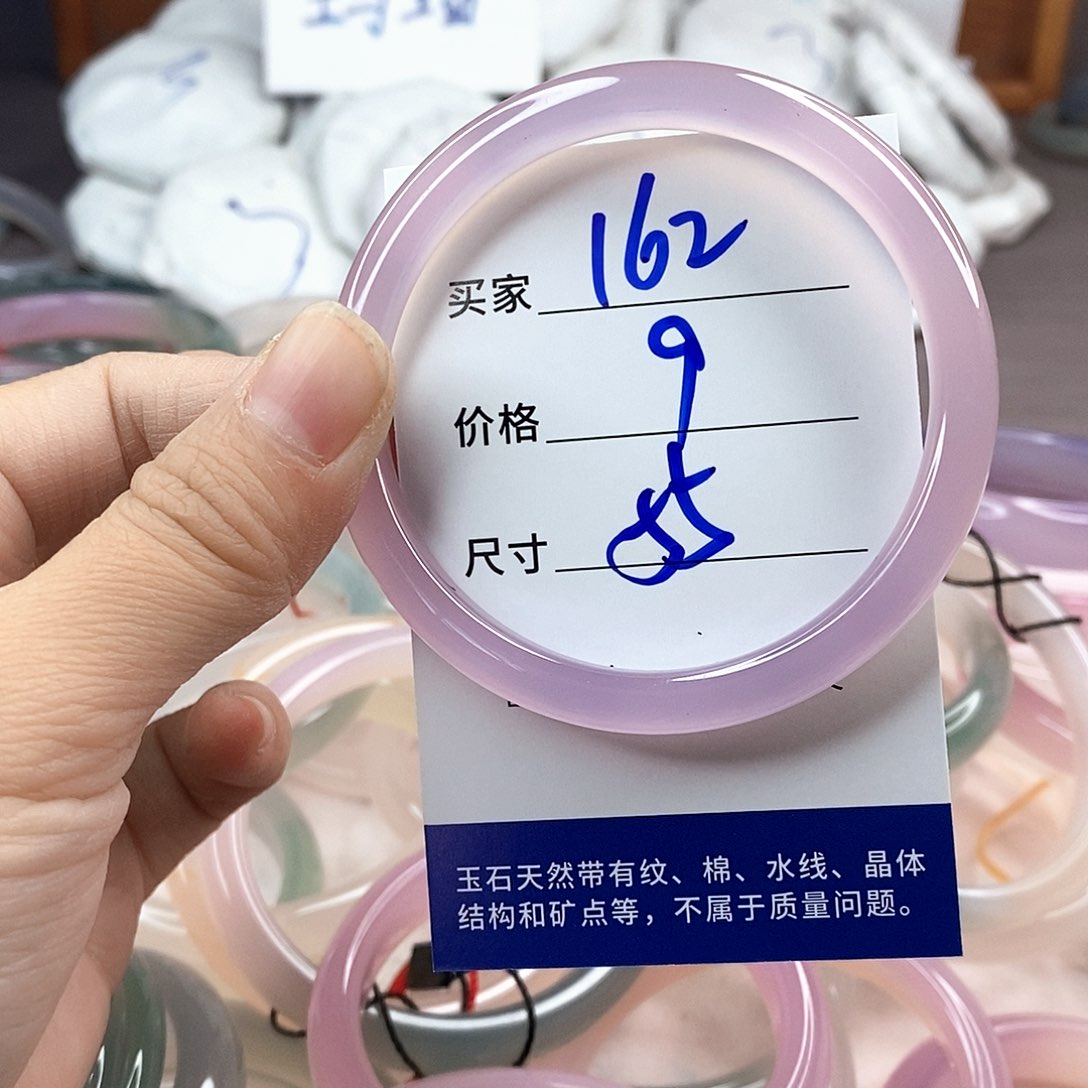 买家 162
价格 9
尺寸 55
玉石天然带有纹、棉、水线、晶体
结构和矿点等，不属于质量问题。